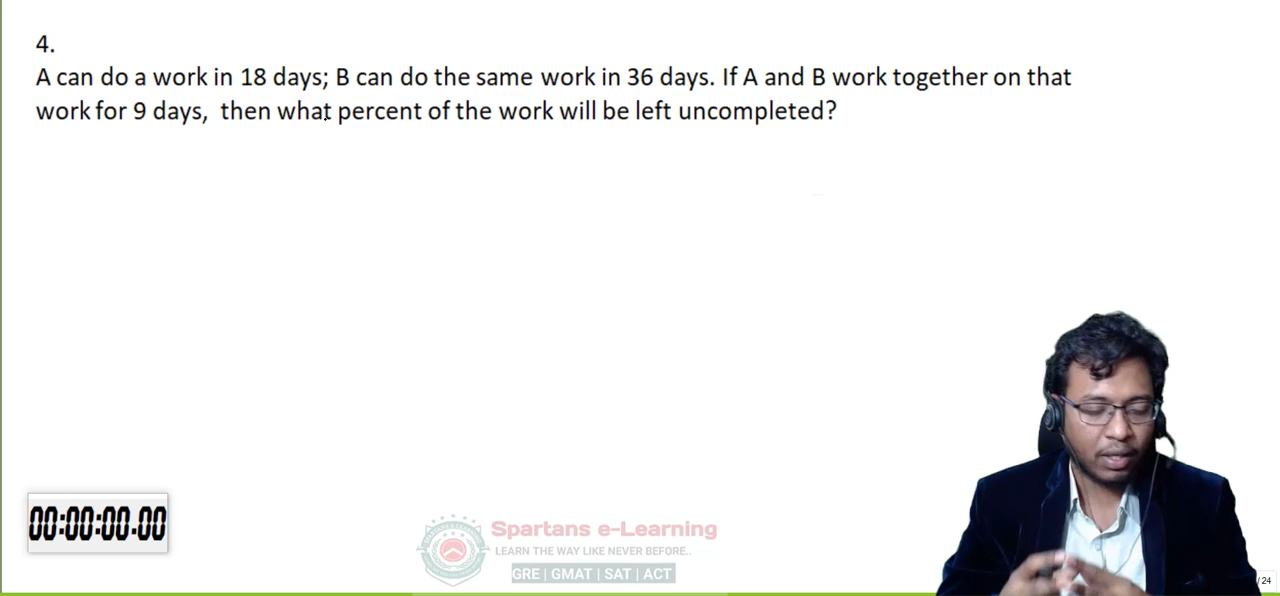 4.
A can do a work in 18 days; B can do the same work in 36 days. If A and B work together on that
work for 9 days, then what percent of the work will be left uncompleted?
00:00:00.00
Spartans e-Learning
LEARN THE WAY LIKE NEVER BEFORE..
GRE | GMAT | SAT | ACT
/ 24